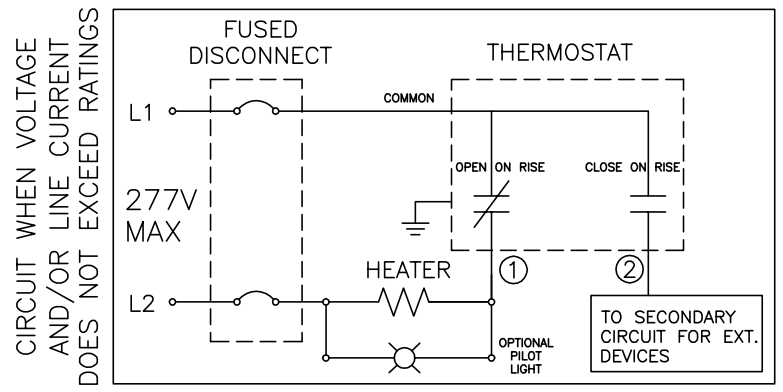 CIRCUIT WHEN VOLTAGE
AND/OR LINE CURRENT
DOES NOT EXCEED RATINGS
FUSED
DISCONNECT
THERMOSTAT
L1
COMMON
OPEN ON RISE
CLOSE ON RISE
277V
MAX
HEATER
1
2
L2
OPTIONAL
PILOT
LIGHT
TO SECONDARY
CIRCUIT FOR EXT.
DEVICES